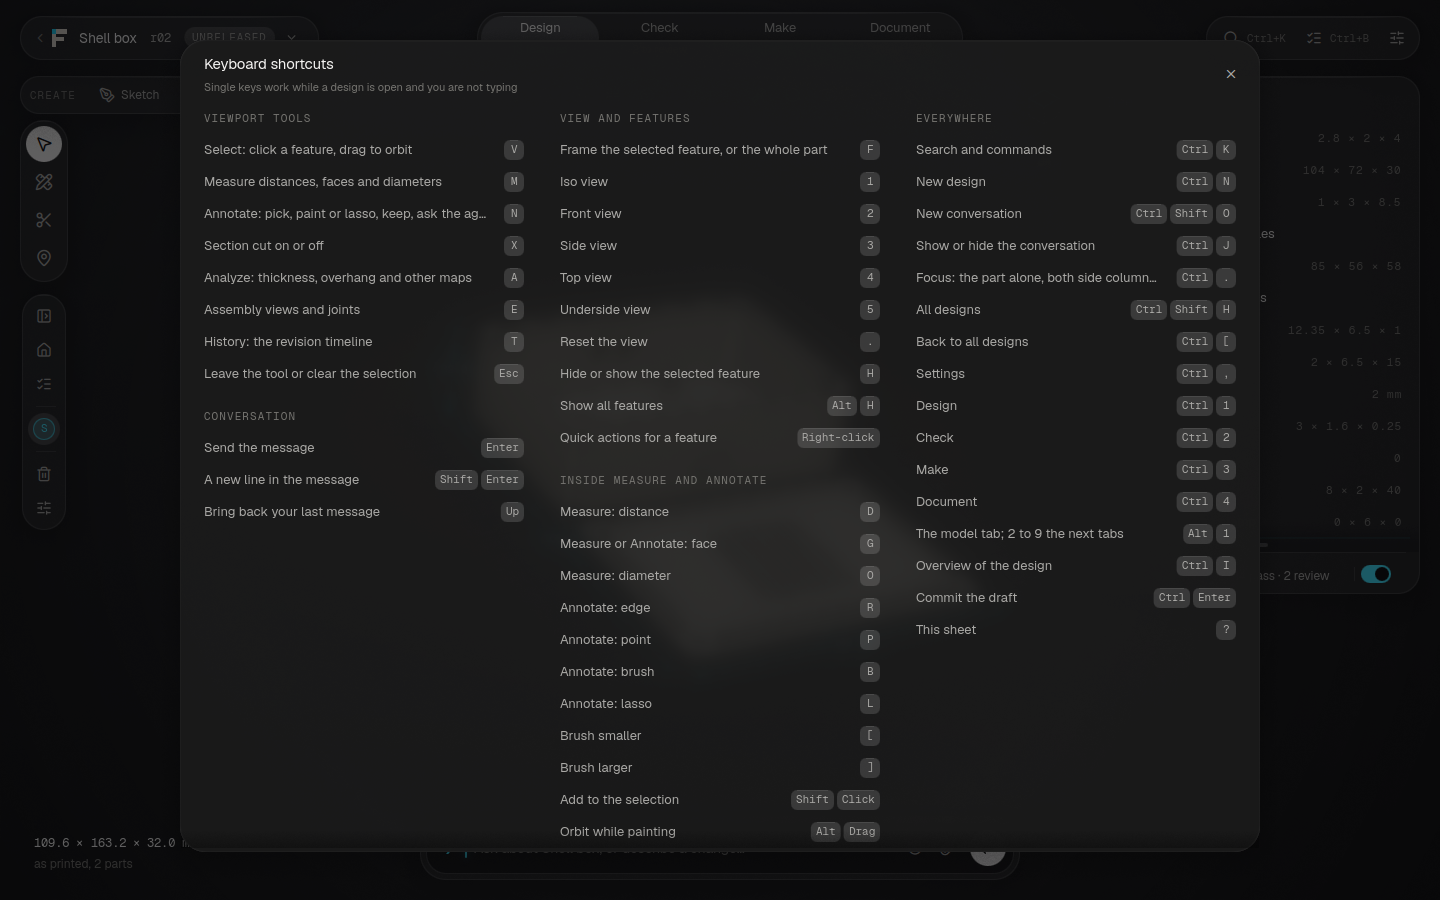 Shell box r02 UNRELEASED
Design Check Make Document
Ctrl+K Ctrl+B
CREATE Sketch
Keyboard shortcuts
Single keys work while a design is open and you are not typing
VIEWPORT TOOLS
Select: click a feature, drag to orbit V
Measure distances, faces and diameters M
Annotate: pick, paint or lasso, keep, ask the ag… N
Section cut on or off X
Analyze: thickness, overhang and other maps A
Assembly views and joints E
History: the revision timeline T
Leave the tool or clear the selection Esc
CONVERSATION
Send the message Enter
A new line in the message Shift Enter
Bring back your last message Up
VIEW AND FEATURES
Frame the selected feature, or the whole part F
Iso view 1
Front view 2
Side view 3
Top view 4
Underside view 5
Reset the view .
Hide or show the selected feature H
Show all features Alt H
Quick actions for a feature Right-click
INSIDE MEASURE AND ANNOTATE
Measure: distance D
Measure or Annotate: face G
Measure: diameter O
Annotate: edge R
Annotate: point P
Annotate: brush B
Annotate: lasso L
Brush smaller [
Brush larger ]
Add to the selection Shift Click
Orbit while painting Alt Drag
EVERYWHERE
Search and commands Ctrl K
New design Ctrl N
New conversation Ctrl Shift O
Show or hide the conversation Ctrl J
Focus: the part alone, both side column… Ctrl .
All designs Ctrl Shift H
Back to all designs Ctrl [
Settings Ctrl ,
Design Ctrl 1
Check Ctrl 2
Make Ctrl 3
Document Ctrl 4
The model tab; 2 to 9 the next tabs Alt 1
Overview of the design Ctrl I
Commit the draft Ctrl Enter
This sheet ?
2.8 × 2 × 4
104 × 72 × 30
1 × 3 × 8.5
85 × 56 × 58
12.35 × 6.5 × 1
2 × 6.5 × 15
2 mm
3 × 1.6 × 0.25
0
8 × 2 × 40
0 × 6 × 0
2 review
S
109.6 × 163.2 × 32.0
as printed, 2 parts